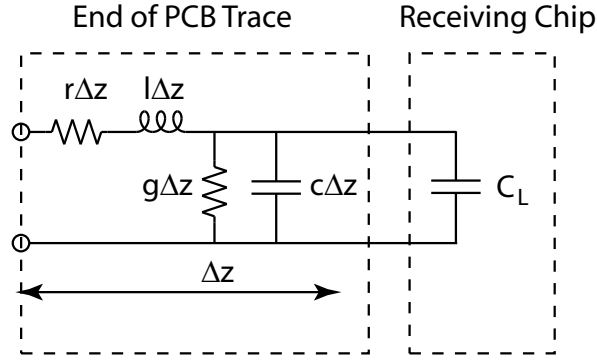 End of PCB Trace
Receiving Chip
rΔz
lΔz
gΔz
cΔz
C_L
Δz